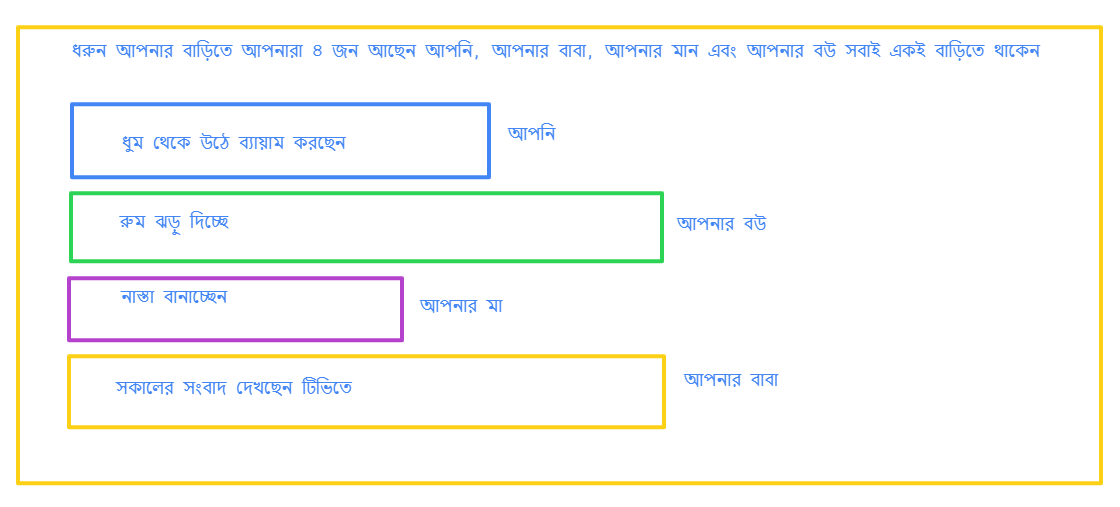 ধরুন আপনার বাড়িতে আপনারা ৪ জন আছেন আপনি, আপনার বাবা, আপনার মান এবং আপনার বউ সবাই একই বাড়িতে থাকেন
ধুম থেকে উঠে ব্যায়াম করছেন
আপনি
রুম ঝড়ু দিচ্ছে
আপনার বউ
নাস্তা বানাচ্ছেন
আপনার মা
সকালের সংবাদ দেখছেন টিভিতে
আপনার বাবা